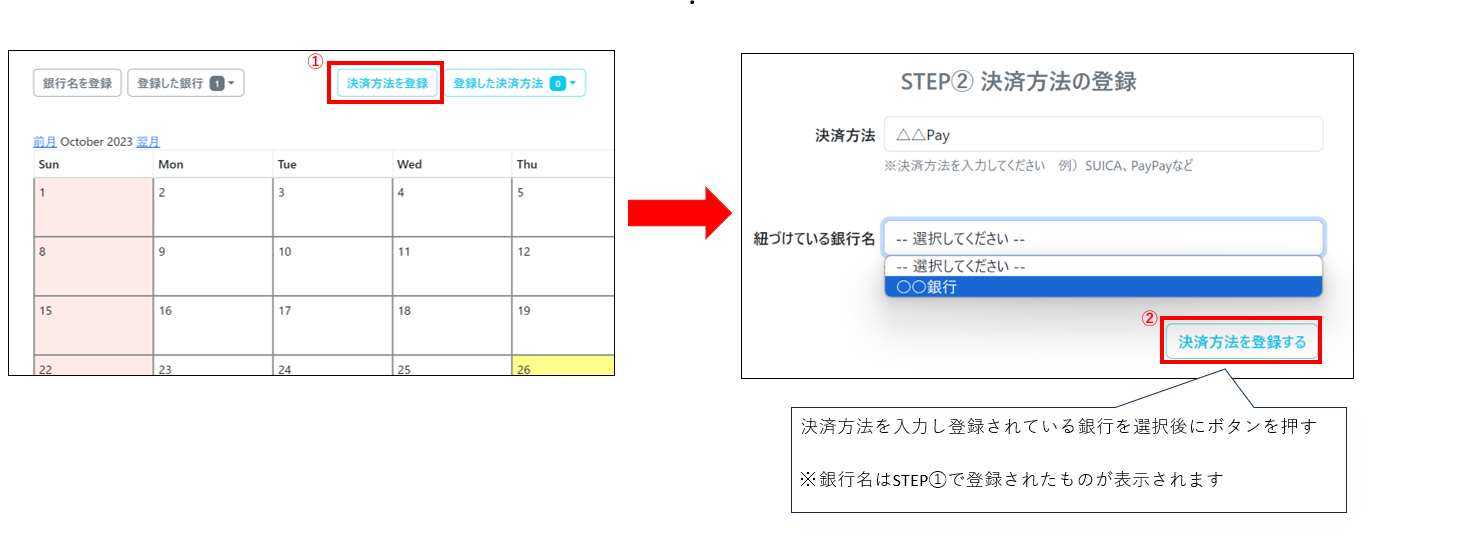 ①
銀行名を登録 登録した銀行 1 決済方法を登録 登録した決済方法 0
前月 October 2023 翌月
Sun Mon Tue Wed Thu
1 2 3 4 5
8 9 10 11 12
15 16 17 18 19
22 23 24 25 26
STEP② 決済方法の登録
決済方法 △△Pay
※決済方法を入力してください　例）SUICA、PayPayなど
紐づけている銀行名 -- 選択してください --
-- 選択してください --
〇〇銀行
②
決済方法を登録する
決済方法を入力し登録されている銀行を選択後にボタンを押す
※銀行名はSTEP①で登録されたものが表示されます